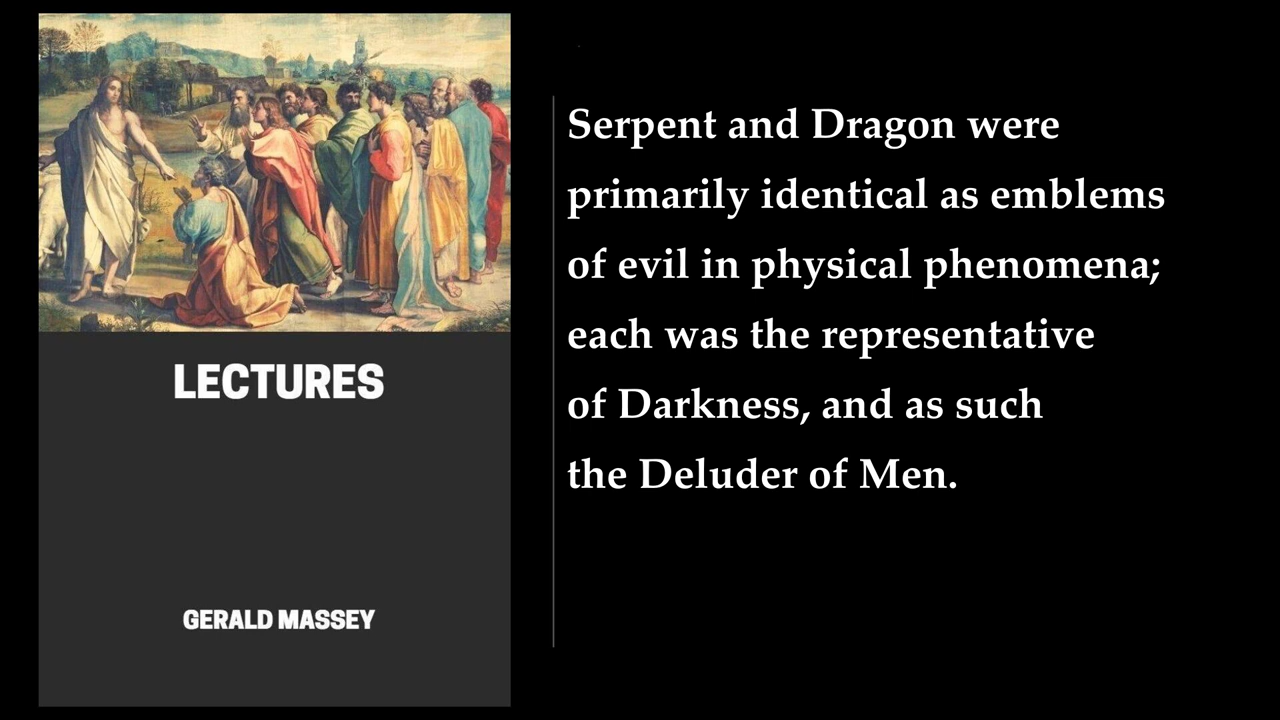 LECTURES
GERALD MASSEY
Serpent and Dragon were
primarily identical as emblems
of evil in physical phenomena;
each was the representative
of Darkness, and as such
the Deluder of Men.